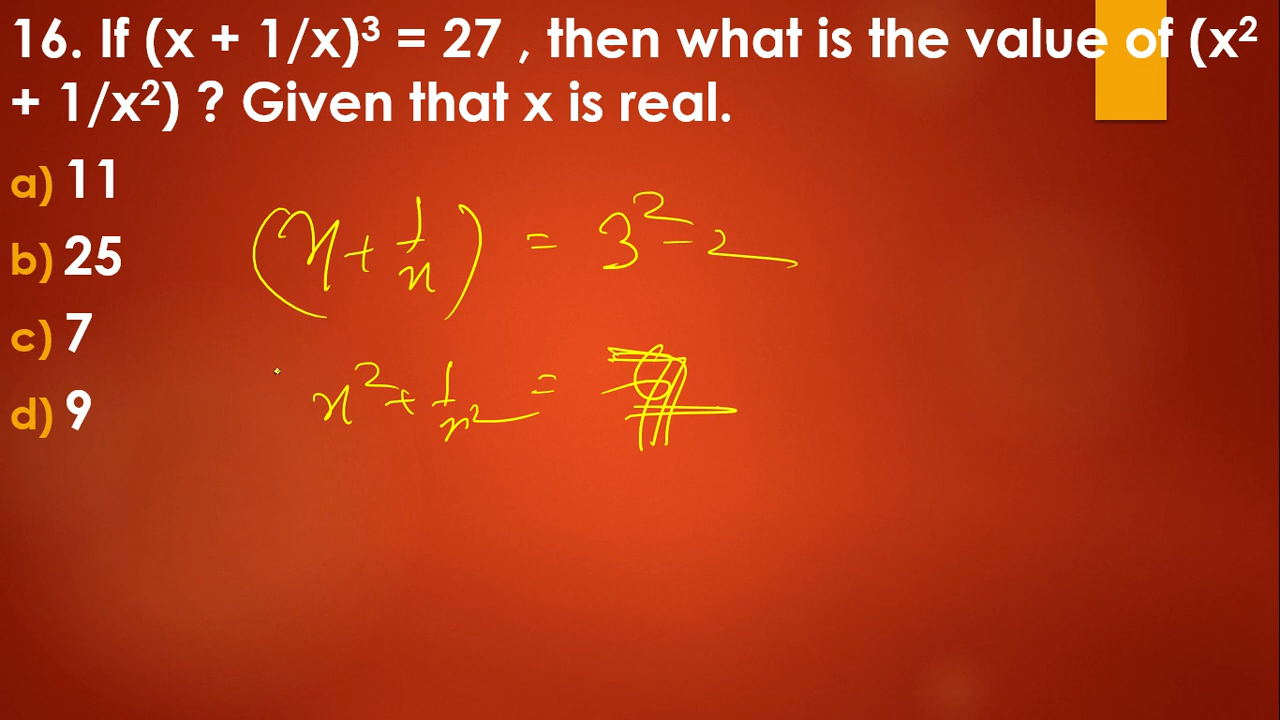 16. If (x + 1/x)³ = 27 , then what is the value of (x²
+ 1/x²) ? Given that x is real.
a) 11
b) 25
c) 7
d) 9
(x + 1/x) = 3² - 2
x² + 1/x² =